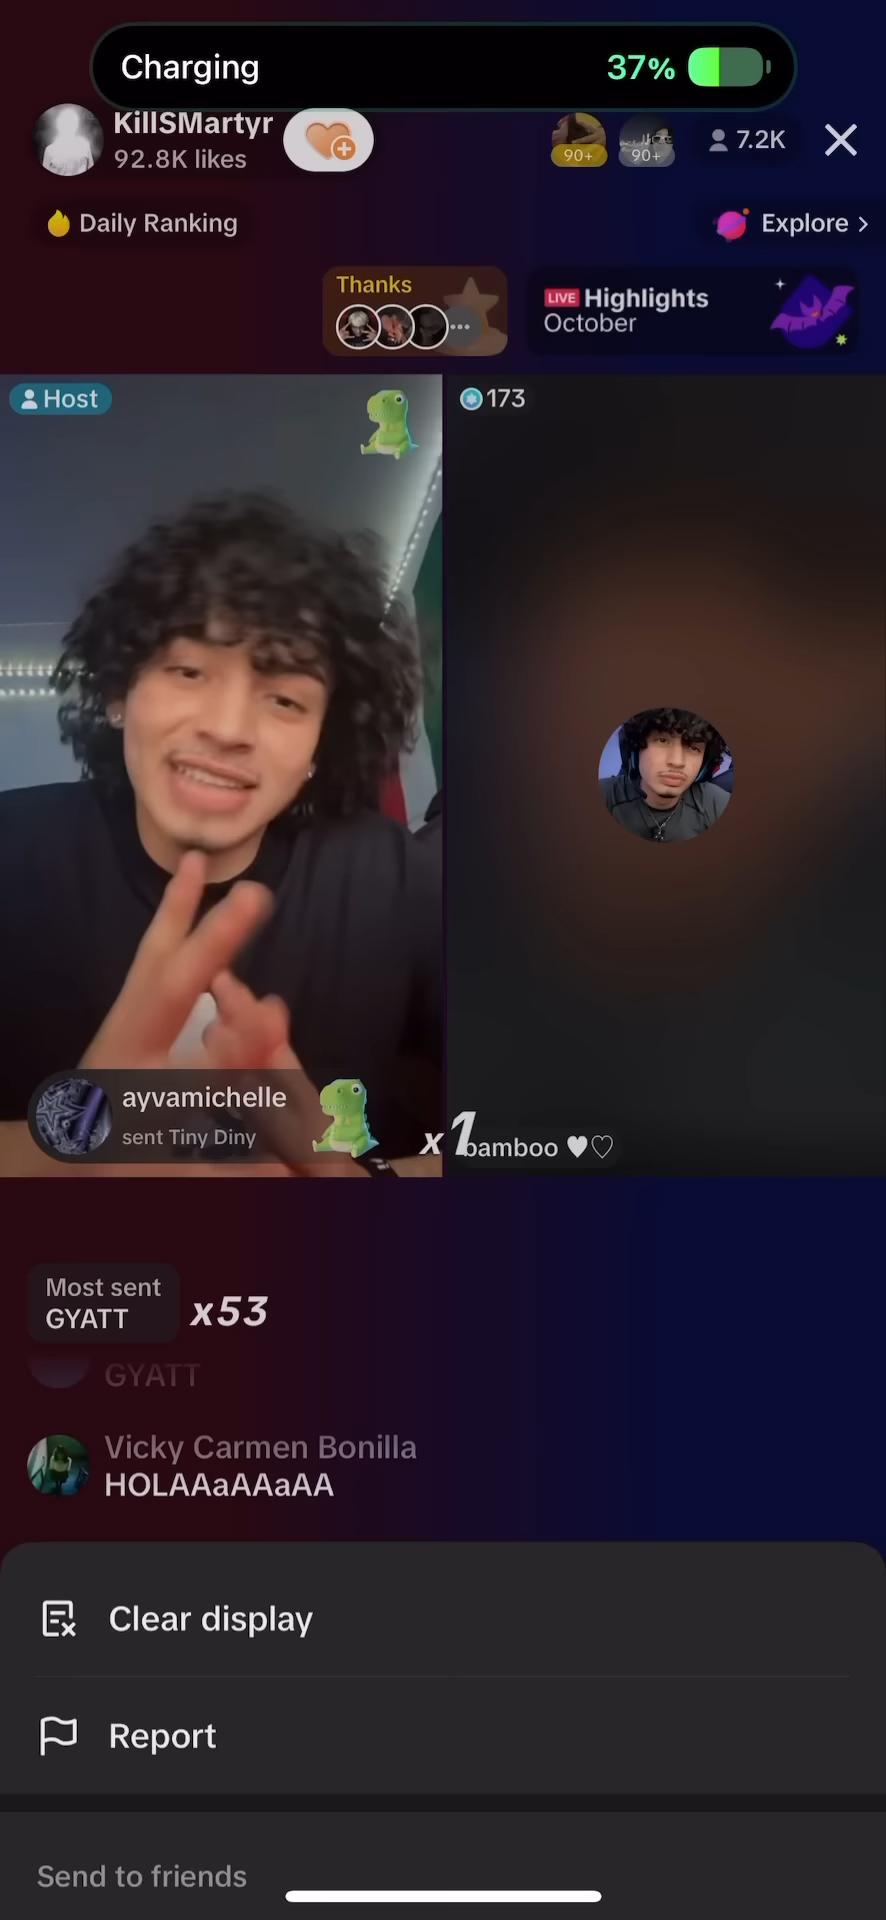 Charging 37%
KillSMartyr
92.8K likes
90+ 90+ 7.2K
Daily Ranking
Explore >
Thanks
LIVE Highlights
October
Host
173
ayvamichelle
sent Tiny Diny
x1
bamboo ♥♡
Most sent
GYATT
x53
GYATT
Vicky Carmen Bonilla
HOLAAaAAaAA
Clear display
Report
Send to friends